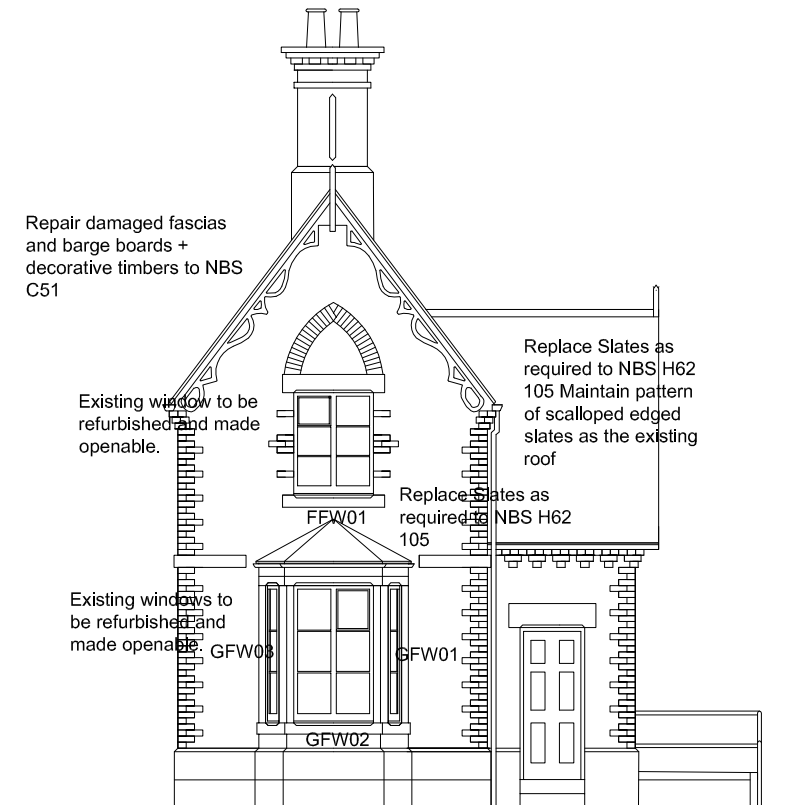 Repair damaged fascias
and barge boards +
decorative timbers to NBS
C51
Replace Slates as
required to NBS H62
105 Maintain pattern
of scalloped edged
slates as the existing
roof
Existing window to be
refurbished and made
openable.
Replace Slates as
required to NBS H62
105
FFW01
Existing windows to
be refurbished and
made openable.
GFW03
GFW01
GFW02